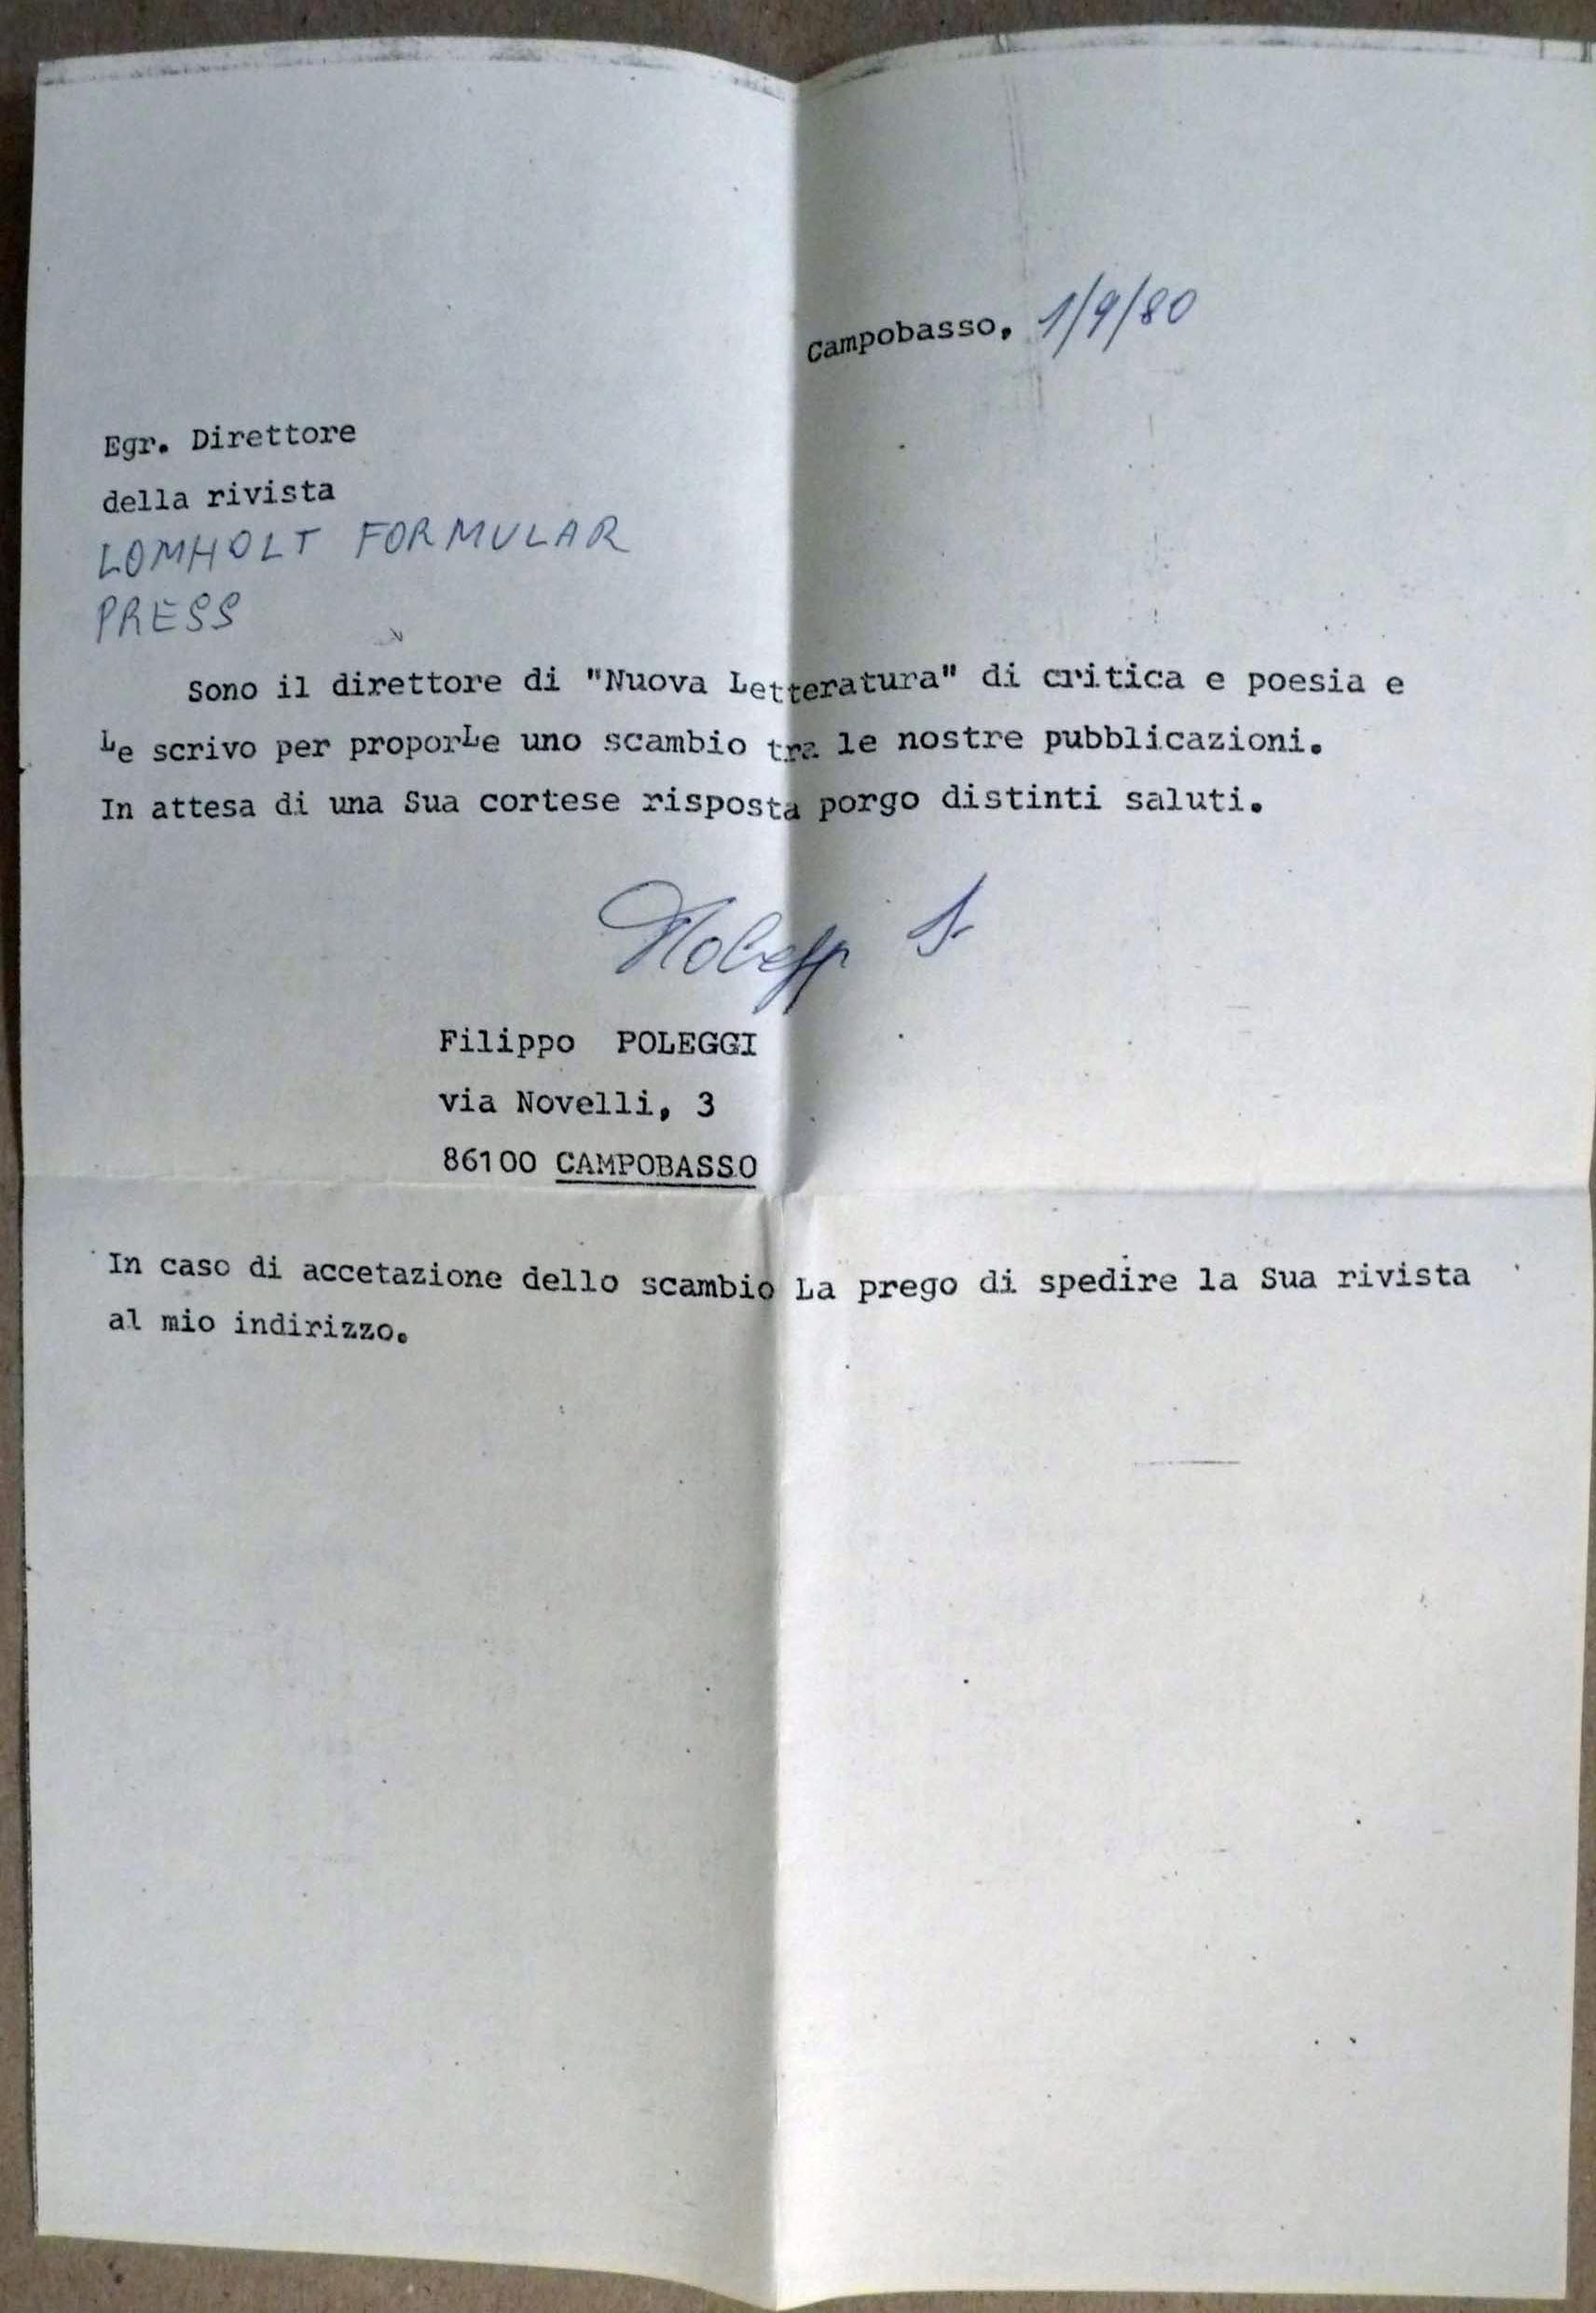 Campobasso, 1/9/80
Egr. Direttore
della rivista
LOMHOLT FORMULAR
PRESS
Sono il direttore di "Nuova Letteratura" di critica e poesia e
Le scrivo per proporLe uno scambio tra le nostre pubblicazioni.
In attesa di una Sua cortese risposta porgo distinti saluti.
Filippo POLEGGI
via Novelli, 3
86100 CAMPOBASSO
In caso di accetazione dello scambio La prego di spedire la Sua rivista
al mio indirizzo.